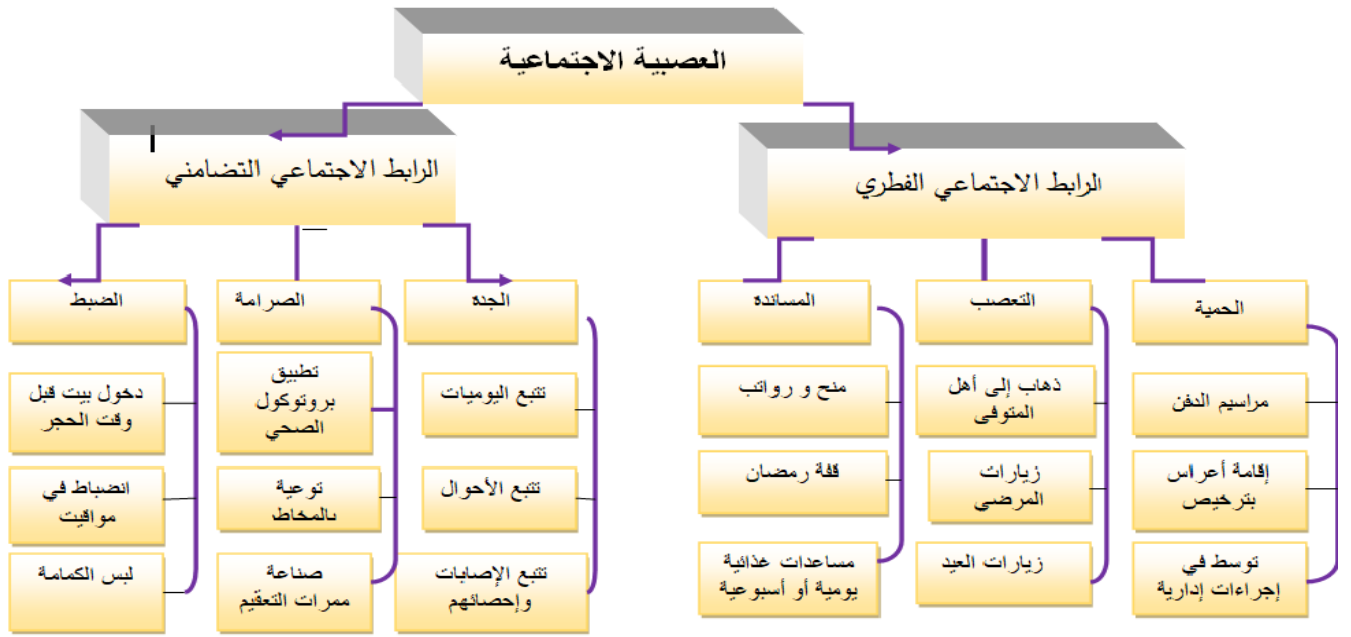 العصبية الاجتماعية
الرابط الاجتماعي الفطري
الرابط الاجتماعي التضامني
الحمية
التعصب
المساندة
الجدة
الصرامة
الضبط
مراسيم الدفن
إقامة أعراس
بترخيص
توسط في
إجراءات إدارية
ذهاب إلى أهل
المتوفى
زيارات
المرضى
زيارات العيد
منح و رواتب
قفة رمضان
مساعدات غذائية
يومية أو أسبوعية
تتبع اليوميات
تتبع الأحوال
تتبع الإصابات
وإحصائهم
تطبيق
بروتوكول
الصحي
توعية
بالمخاط
صناعة
ممرات التعقيم
دخول بيت قبل
وقت الحجر
انضباط في
مواقيت
لبس الكمامة